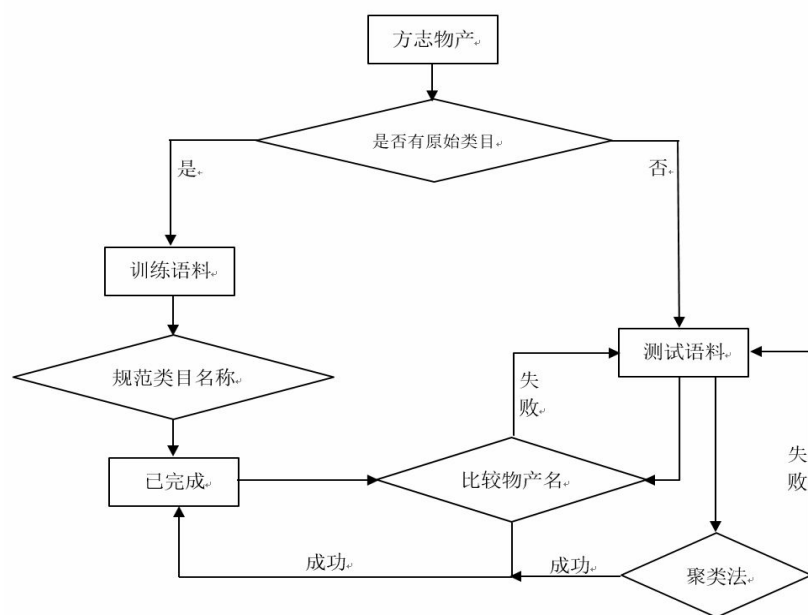 方志物产
是否有原始类目
是
否
训练语料
测试语料
规范类目名称
失
败
已完成
比较物产名
失
败
成功
成功
聚类法